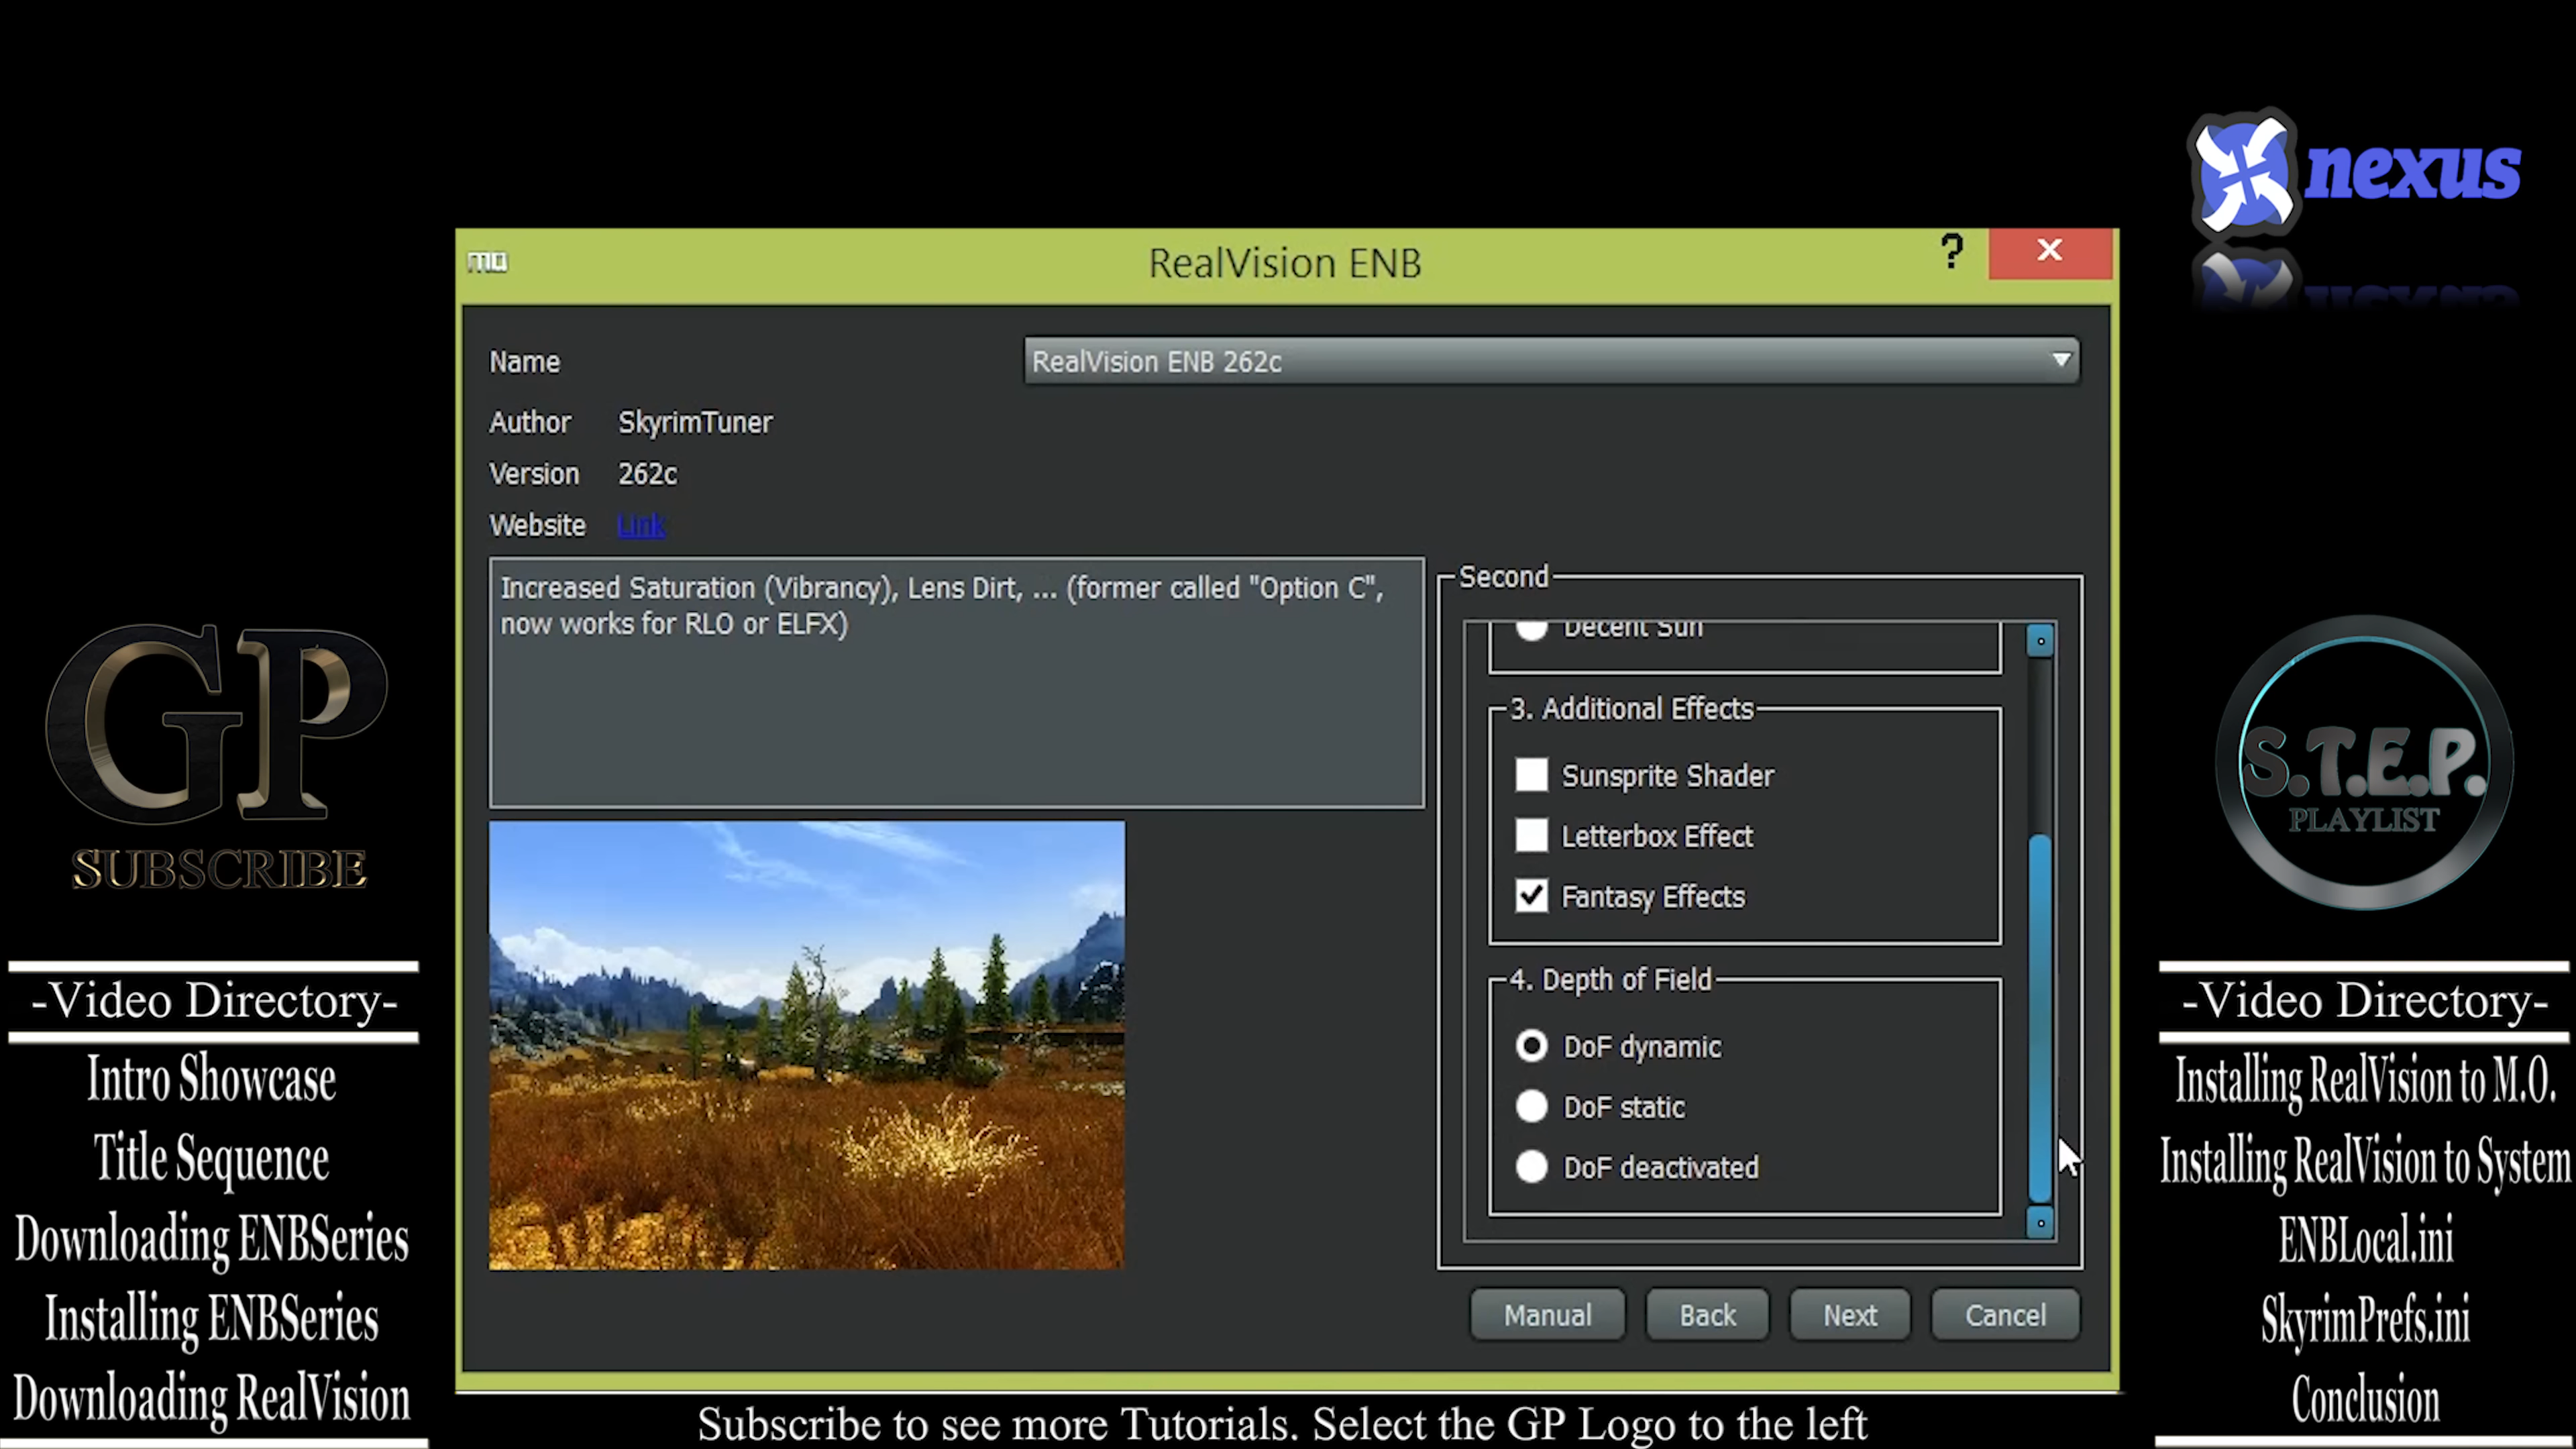 nexus
MO
RealVision ENB
?
Name
RealVision ENB 262c
Author SkyrimTuner
Version 262c
Website Link
Increased Saturation (Vibrancy), Lens Dirt, ... (former called "Option C",
now works for RLO or ELFX)
Second
Decent Sun
3. Additional Effects
Sunsprite Shader
Letterbox Effect
Fantasy Effects
4. Depth of Field
DoF dynamic
DoF static
DoF deactivated
Manual
Back
Next
Cancel
GP
SUBSCRIBE
-Video Directory-
Intro Showcase
Title Sequence
Downloading ENBSeries
Installing ENBSeries
Downloading RealVision
S.T.E.P.
PLAYLIST
-Video Directory-
Installing RealVision to M.O.
Installing RealVision to System
ENBLocal.ini
SkyrimPrefs.ini
Conclusion
Subscribe to see more Tutorials. Select the GP Logo to the left